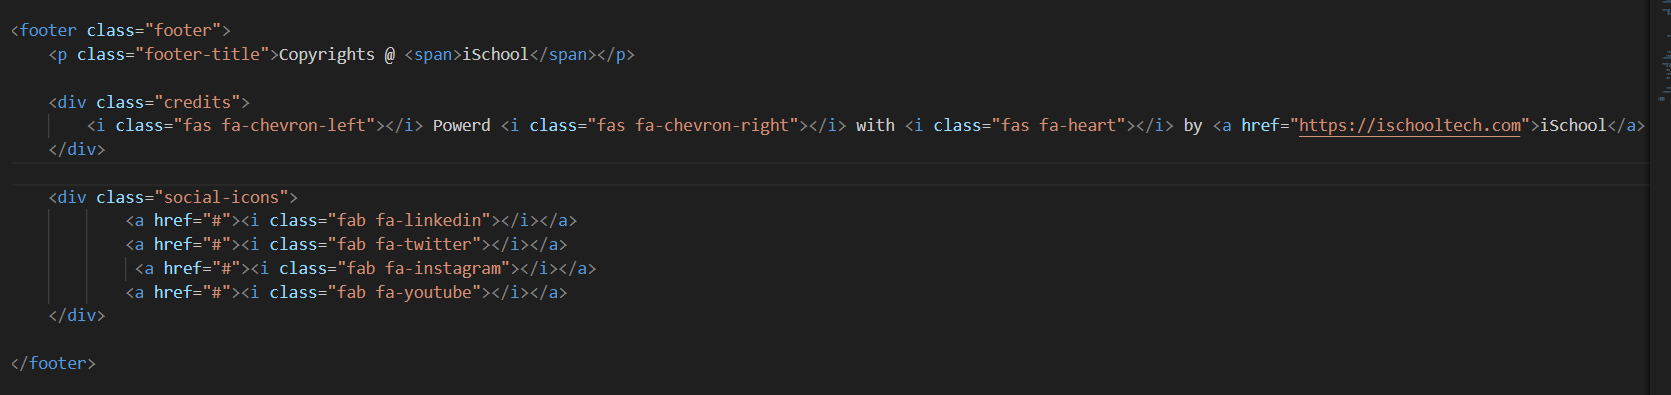 <footer class="footer">
    <p class="footer-title">Copyrights @ <span>iSchool</span></p>
    <div class="credits">
        <i class="fas fa-chevron-left"></i> Powerd <i class="fas fa-chevron-right"></i> with <i class="fas fa-heart"></i> by <a href="https://ischooltech.com">iSchool</a>
    </div>
    <div class="social-icons">
            <a href="#"><i class="fab fa-linkedin"></i></a>
            <a href="#"><i class="fab fa-twitter"></i></a>
             <a href="#"><i class="fab fa-instagram"></i></a>
            <a href="#"><i class="fab fa-youtube"></i></a>
    </div>
</footer>